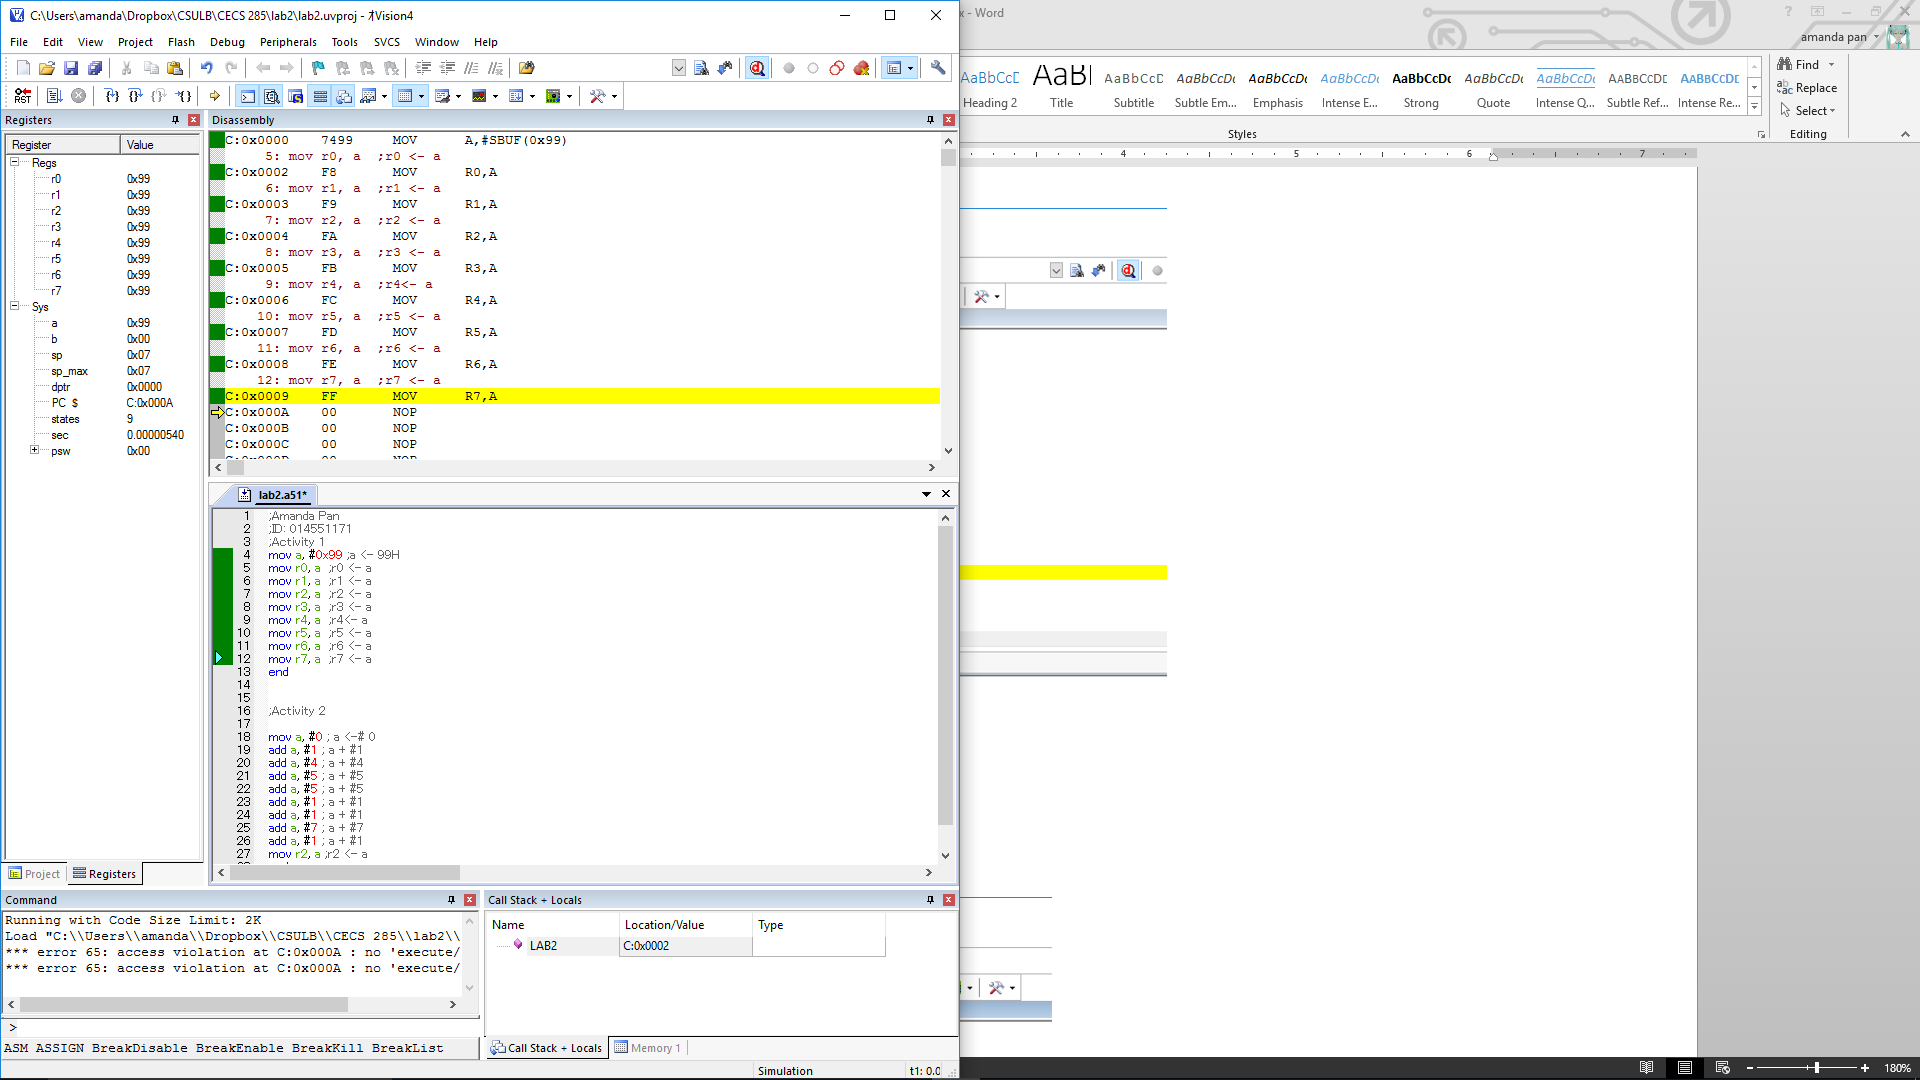 C:\Users\amanda\Dropbox\CSULB\CECS 285\lab2\lab2.uvproj - µVision4
x - Word
amanda pan
File Edit View Project Flash Debug Peripherals Tools SVCS Window Help
AaBbCcD AaBl AaBbCcD AaBbCcDc AaBbCcDc AaBbCcDc AaBbCcDc AaBbCcDc AaBbCcDc AABBCCDE AABBCCDE
Heading 2 Title Subtitle Subtle Em... Emphasis Intense E... Strong Quote Intense Q... Subtle Ref... Intense Re...
Find
Replace
Select
Styles
Editing
4 5 6 7
RST
Registers
Register Value
Regs
r0 0x99
r1 0x99
r2 0x99
r3 0x99
r4 0x99
r5 0x99
r6 0x99
r7 0x99
Sys
a 0x99
b 0x00
sp 0x07
sp_max 0x07
dptr 0x0000
PC $ C:0x000A
states 9
sec 0.00000540
psw 0x00
Project Registers
Disassembly
C:0x0000 7499 MOV A,#SBUF(0x99)
5: mov r0, a ;r0 <- a
C:0x0002 F8 MOV R0,A
6: mov r1, a ;r1 <- a
C:0x0003 F9 MOV R1,A
7: mov r2, a ;r2 <- a
C:0x0004 FA MOV R2,A
8: mov r3, a ;r3 <- a
C:0x0005 FB MOV R3,A
9: mov r4, a ;r4<- a
C:0x0006 FC MOV R4,A
10: mov r5, a ;r5 <- a
C:0x0007 FD MOV R5,A
11: mov r6, a ;r6 <- a
C:0x0008 FE MOV R6,A
12: mov r7, a ;r7 <- a
C:0x0009 FF MOV R7,A
C:0x000A 00 NOP
C:0x000B 00 NOP
C:0x000C 00 NOP
C:0x000D 00 NOP
lab2.a51*
1 ;Amanda Pan
2 ;ID: 014551171
3 ;Activity 1
4 mov a, #0x99 ;a <- 99H
5 mov r0, a ;r0 <- a
6 mov r1, a ;r1 <- a
7 mov r2, a ;r2 <- a
8 mov r3, a ;r3 <- a
9 mov r4, a ;r4<- a
10 mov r5, a ;r5 <- a
11 mov r6, a ;r6 <- a
12 mov r7, a ;r7 <- a
13 end
14
15
16 ;Activity 2
17
18 mov a, #0 ; a <-# 0
19 add a, #1 ; a + #1
20 add a, #4 ; a + #4
21 add a, #5 ; a + #5
22 add a, #5 ; a + #5
23 add a, #1 ; a + #1
24 add a, #1 ; a + #1
25 add a, #7 ; a + #7
26 add a, #1 ; a + #1
27 mov r2, a ;r2 <- a
Command
Running with Code Size Limit: 2K
Load "C:\\Users\\amanda\\Dropbox\\CSULB\\CECS 285\\lab2\\
*** error 65: access violation at C:0x000A : no 'execute/
*** error 65: access violation at C:0x000A : no 'execute/
>
ASM ASSIGN BreakDisable BreakEnable BreakKill BreakList
Call Stack + Locals
Name Location/Value Type
LAB2 C:0x0002
Call Stack + Locals Memory 1
Simulation t1: 0.0
180%